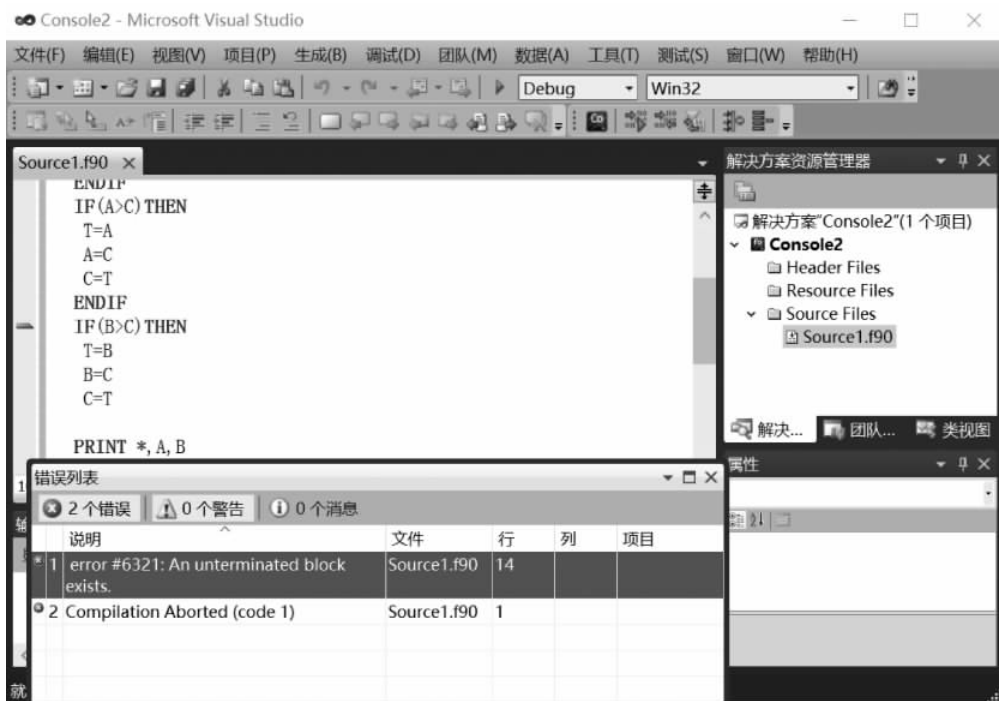 Console2 - Microsoft Visual Studio
文件(F) 编辑(E) 视图(V) 项目(P) 生成(B) 调试(D) 团队(M) 数据(A) 工具(T) 测试(S) 窗口(W) 帮助(H)
Debug Win32
Source1.f90
ENDIF
IF(A>C)THEN
T=A
A=C
C=T
ENDIF
IF(B>C)THEN
T=B
B=C
C=T
PRINT *,A,B
解决方案资源管理器
解决方案"Console2"(1 个项目)
Console2
Header Files
Resource Files
Source Files
Source1.f90
解决... 团队... 类视图
属性
错误列表
2 个错误 0 个警告 0 个消息
说明 文件 行 列 项目
1 error #6321: An unterminated block exists. Source1.f90 14
2 Compilation Aborted (code 1) Source1.f90 1
就